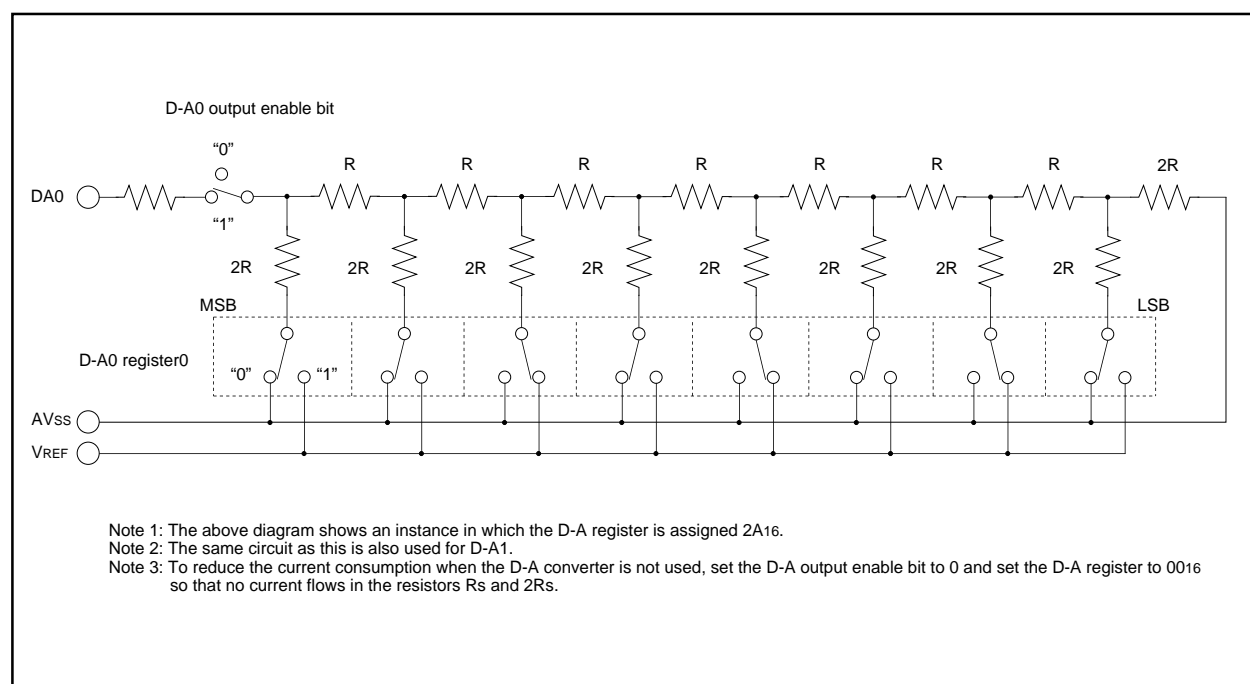 D-A0 output enable bit
“0”
R R R R R R R 2R
DA0
“1”
2R 2R 2R 2R 2R 2R 2R 2R
MSB LSB
D-A0 register0
“0” “1”
AVSS
VREF
Note 1: The above diagram shows an instance in which the D-A register is assigned 2A16.
Note 2: The same circuit as this is also used for D-A1.
Note 3: To reduce the current consumption when the D-A converter is not used, set the D-A output enable bit to 0 and set the D-A register to 0016
so that no current flows in the resistors Rs and 2Rs.